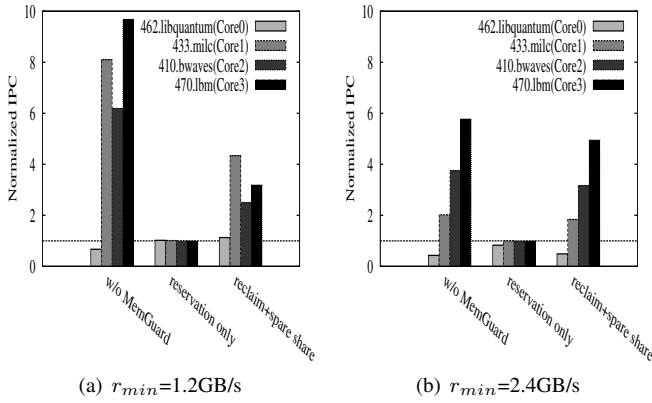 10
8
6
4
2
0
Normalized IPC
462.libquantum(Core0)
433.milc(Core1)
410.bwaves(Core2)
470.lbm(Core3)
w/o MemGuard
reservation only
reclaim+spare share
(a) r_min=1.2GB/s
10
8
6
4
2
0
Normalized IPC
462.libquantum(Core0)
433.milc(Core1)
410.bwaves(Core2)
470.lbm(Core3)
w/o MemGuard
reservation only
reclaim+spare share
(b) r_min=2.4GB/s